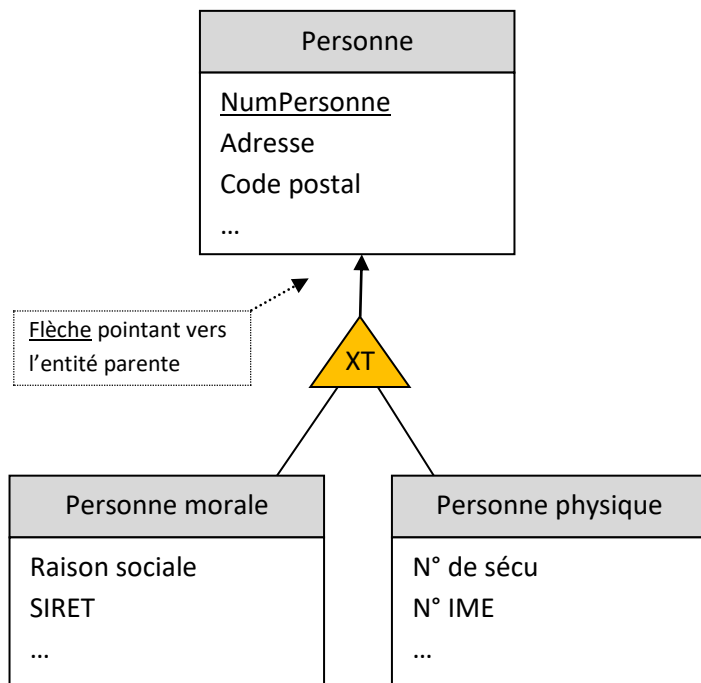 Personne
NumPersonne
Adresse
Code postal
...
Flèche pointant vers
l'entité parente
XT
Personne morale
Raison sociale
SIRET
...
Personne physique
N° de sécu
N° IME
...